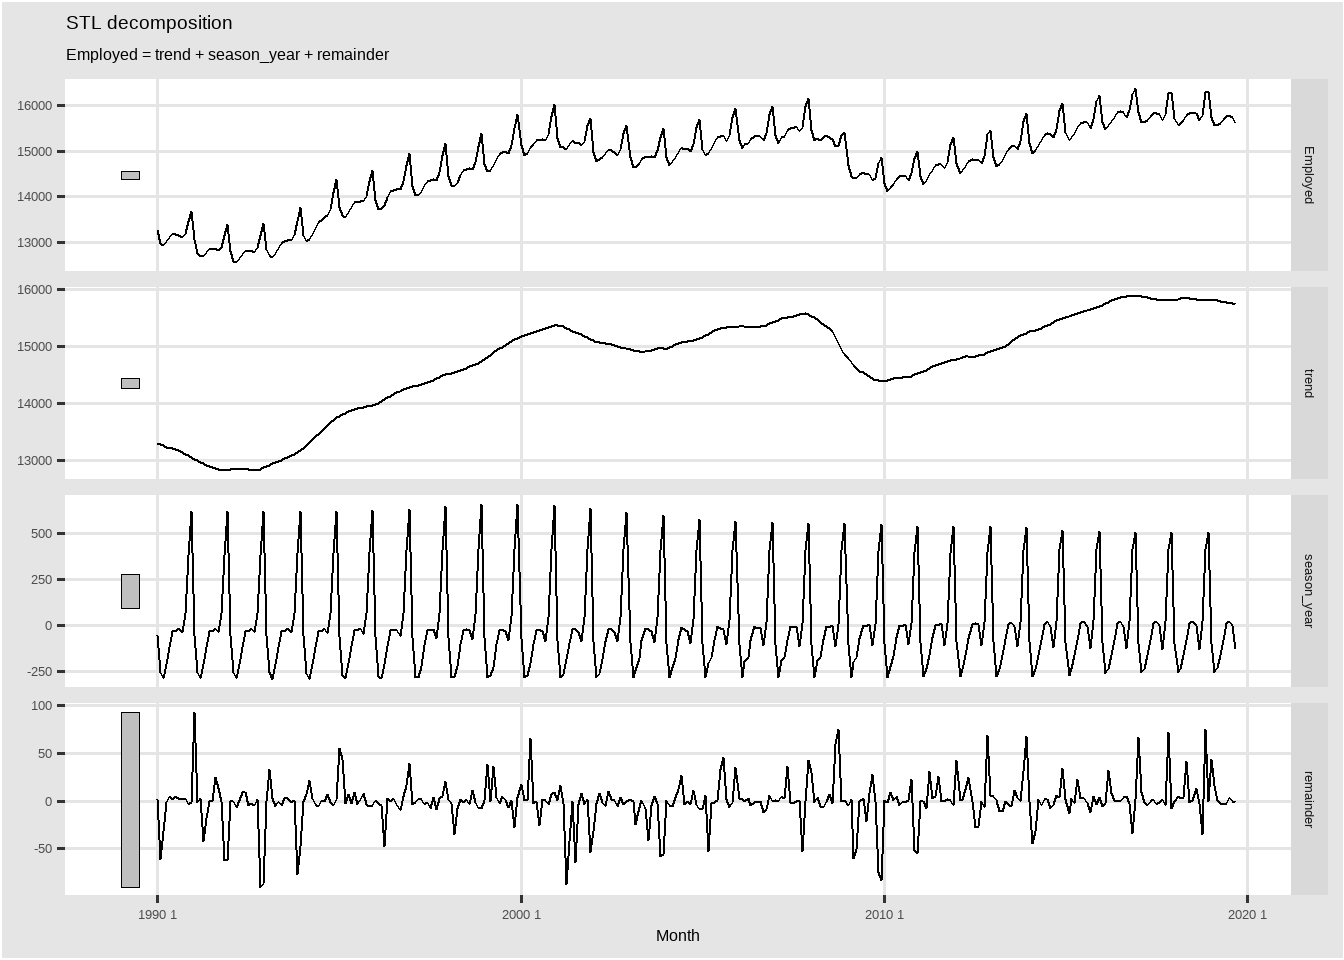 STL decomposition
Employed = trend + season_year + remainder
16000
15000
14000
13000
Employed
16000
15000
14000
13000
trend
500
250
0
-250
season_year
100
50
0
-50
remainder
1990 1
2000 1
2010 1
2020 1
Month